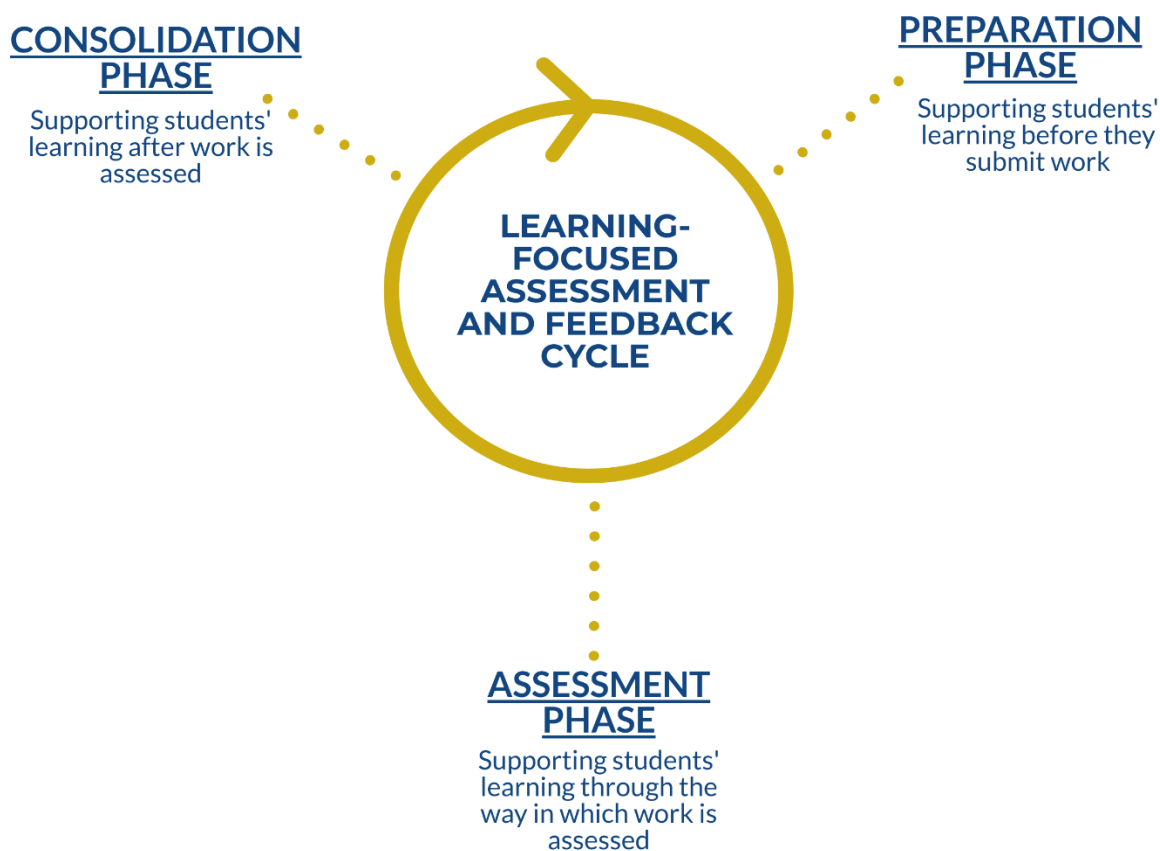 CONSOLIDATION
PHASE
Supporting students'
learning after work is
assessed
PREPARATION
PHASE
Supporting students'
learning before they
submit work
LEARNING-
FOCUSED
ASSESSMENT
AND FEEDBACK
CYCLE
ASSESSMENT
PHASE
Supporting students'
learning through the
way in which work is
assessed